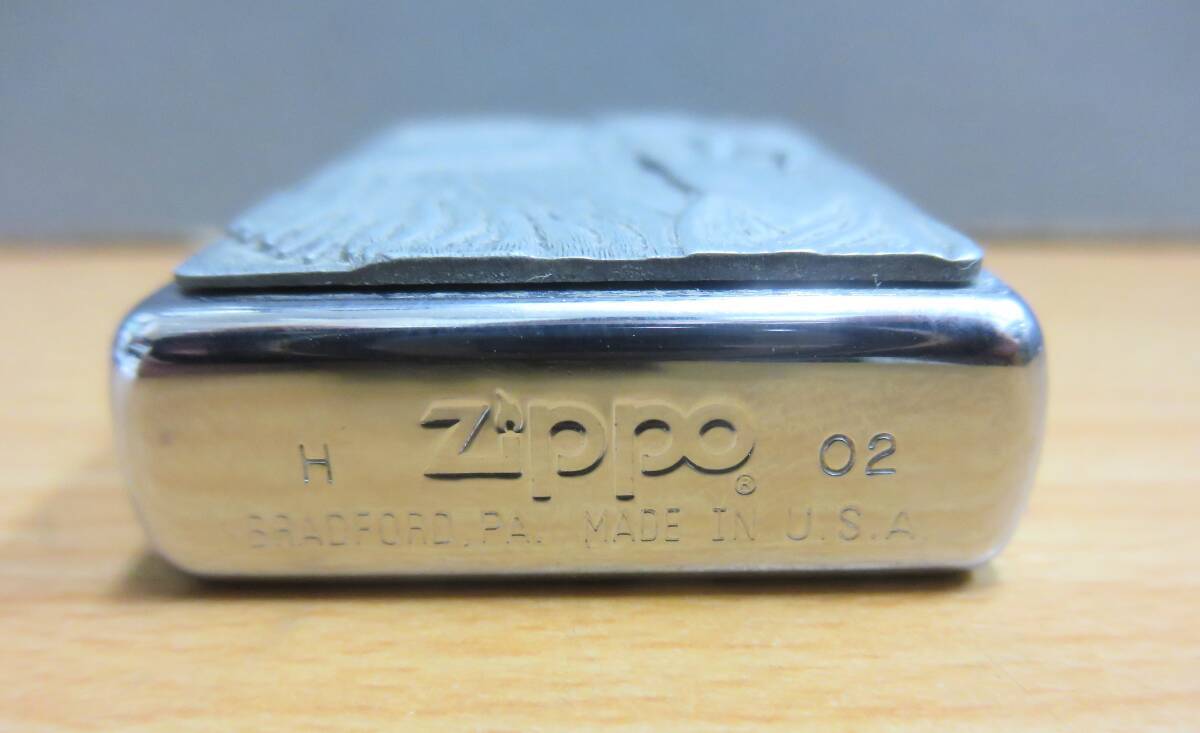 H Zippo® 02
BRADFORD, PA. MADE IN U.S.A.